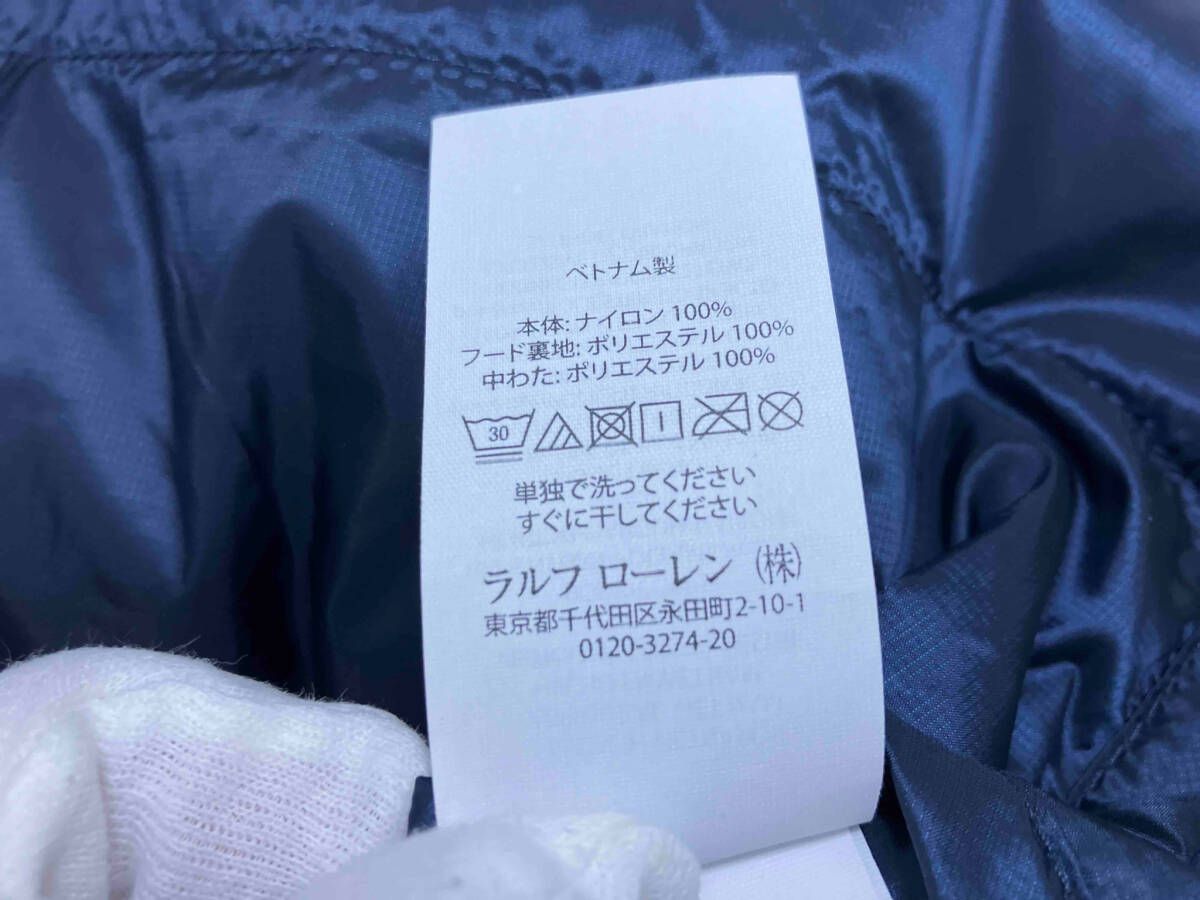 ベトナム製
本体: ナイロン 100%
フード裏地: ポリエステル 100%
中わた: ポリエステル 100%
30
単独で洗ってください
すぐに干してください
ラルフ ローレン (株)
東京都千代田区永田町2-10-1
0120-3274-20